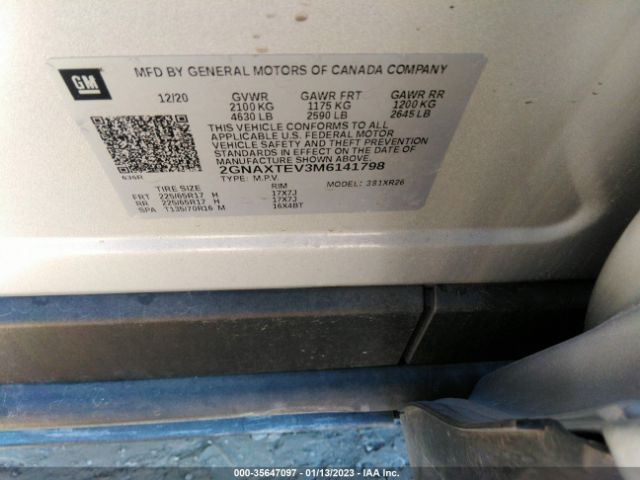 GM
MFD BY GENERAL MOTORS OF CANADA COMPANY
12/20 GVWR GAWR FRT GAWR RR
2100 KG 1175 KG 1200 KG
4630 LB 2590 LB 2645 LB
THIS VEHICLE CONFORMS TO ALL
APPLICABLE U.S. FEDERAL MOTOR
VEHICLE SAFETY AND THEFT PREVENTION
STANDARDS IN EFFECT ON THE DATE OF
MANUFACTURE SHOWN ABOVE.
2GNAXTEV3M6141798
TYPE: M.P.V. MODEL: 381XR26
636R
TIRE SIZE RIM
FRT 225/65R17 H 17X7J
RR 225/65R17 H 17X7J
SPA T135/70R16 M 16X4BT
000-35647097 - 01/13/2023 - IAA Inc.